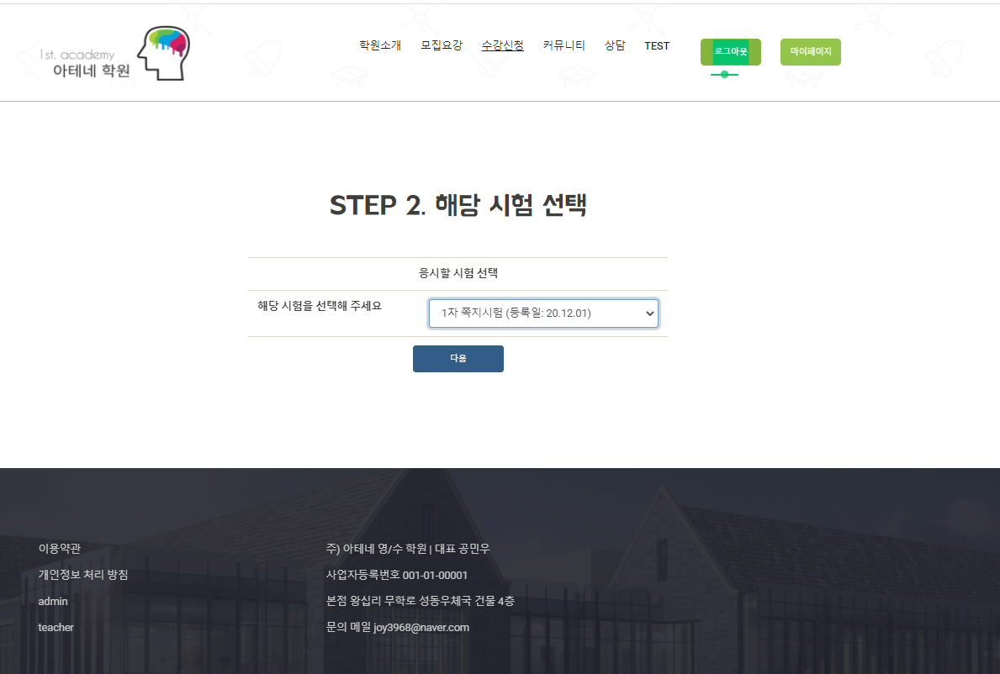 1st. academy
아테네 학원
학원소개 모집요강 수강신청 커뮤니티 상담 TEST 로그아웃 마이페이지
STEP 2. 해당 시험 선택
응시할 시험 선택
해당 시험을 선택해 주세요 1차 쪽지시험 (등록일: 20.12.01)
다음
이용약관
개인정보 처리 방침
admin
teacher
주) 아테네 영/수 학원 | 대표 공민우
사업자등록번호 001-01-00001
본점 왕십리 무학로 성동우체국 건물 4층
문의 메일 joy3968@naver.com